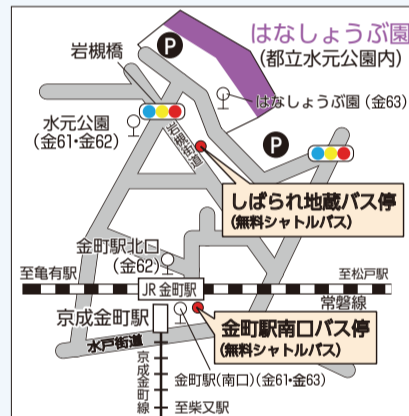 はなしょうぶ園
(都立水元公園内)
岩槻橋
P
はなしょうぶ園(金63)
水元公園
(金61・金62)
岩槻街道
P
しばられ地蔵バス停
(無料シャトルバス)
金町駅北口
(金62)
至亀有駅
至松戸駅
JR 金町駅
常磐線
京成金町駅
金町駅南口バス停
(無料シャトルバス)
水戸街道
京成金町線
金町駅(南口)(金61・金63)
至柴又駅